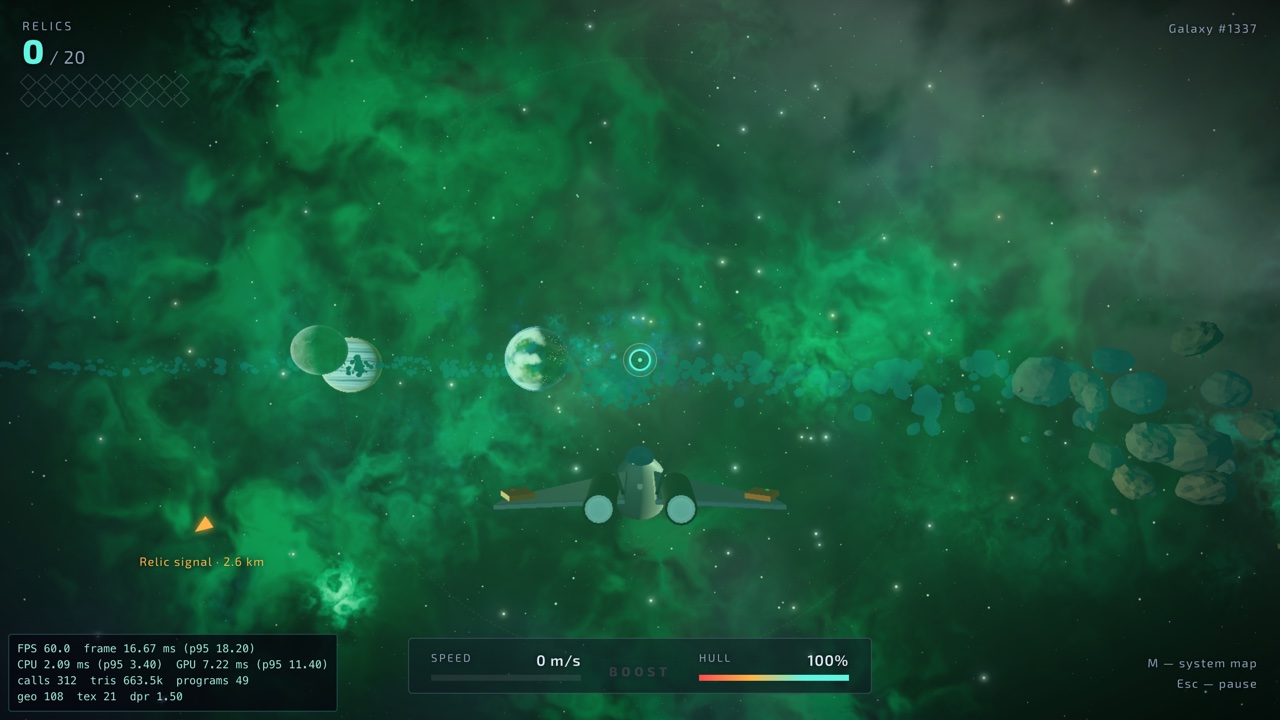 RELICS
0 / 20
Galaxy #1337
Relic signal · 2.6 km
FPS 60.0 frame 16.67 ms (p95 18.20)
CPU 2.09 ms (p95 3.40) GPU 7.22 ms (p95 11.40)
calls 312 tris 663.5k programs 49
geo 108 tex 21 dpr 1.50
SPEED 0 m/s
BOOST
HULL 100%
M — system map
Esc — pause